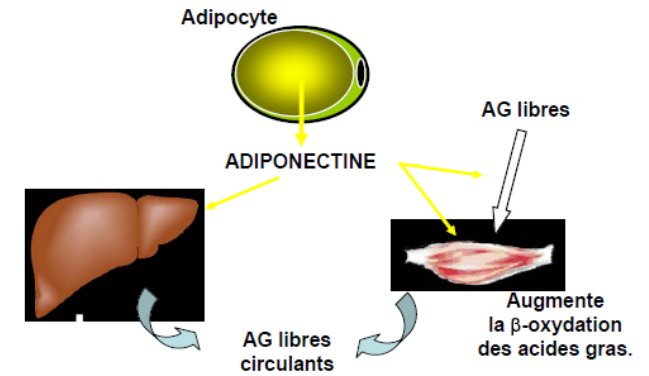 Adipocyte
AG libres
ADIPONECTINE
Augmente
la β-oxydation
des acides gras.
AG libres
circulants